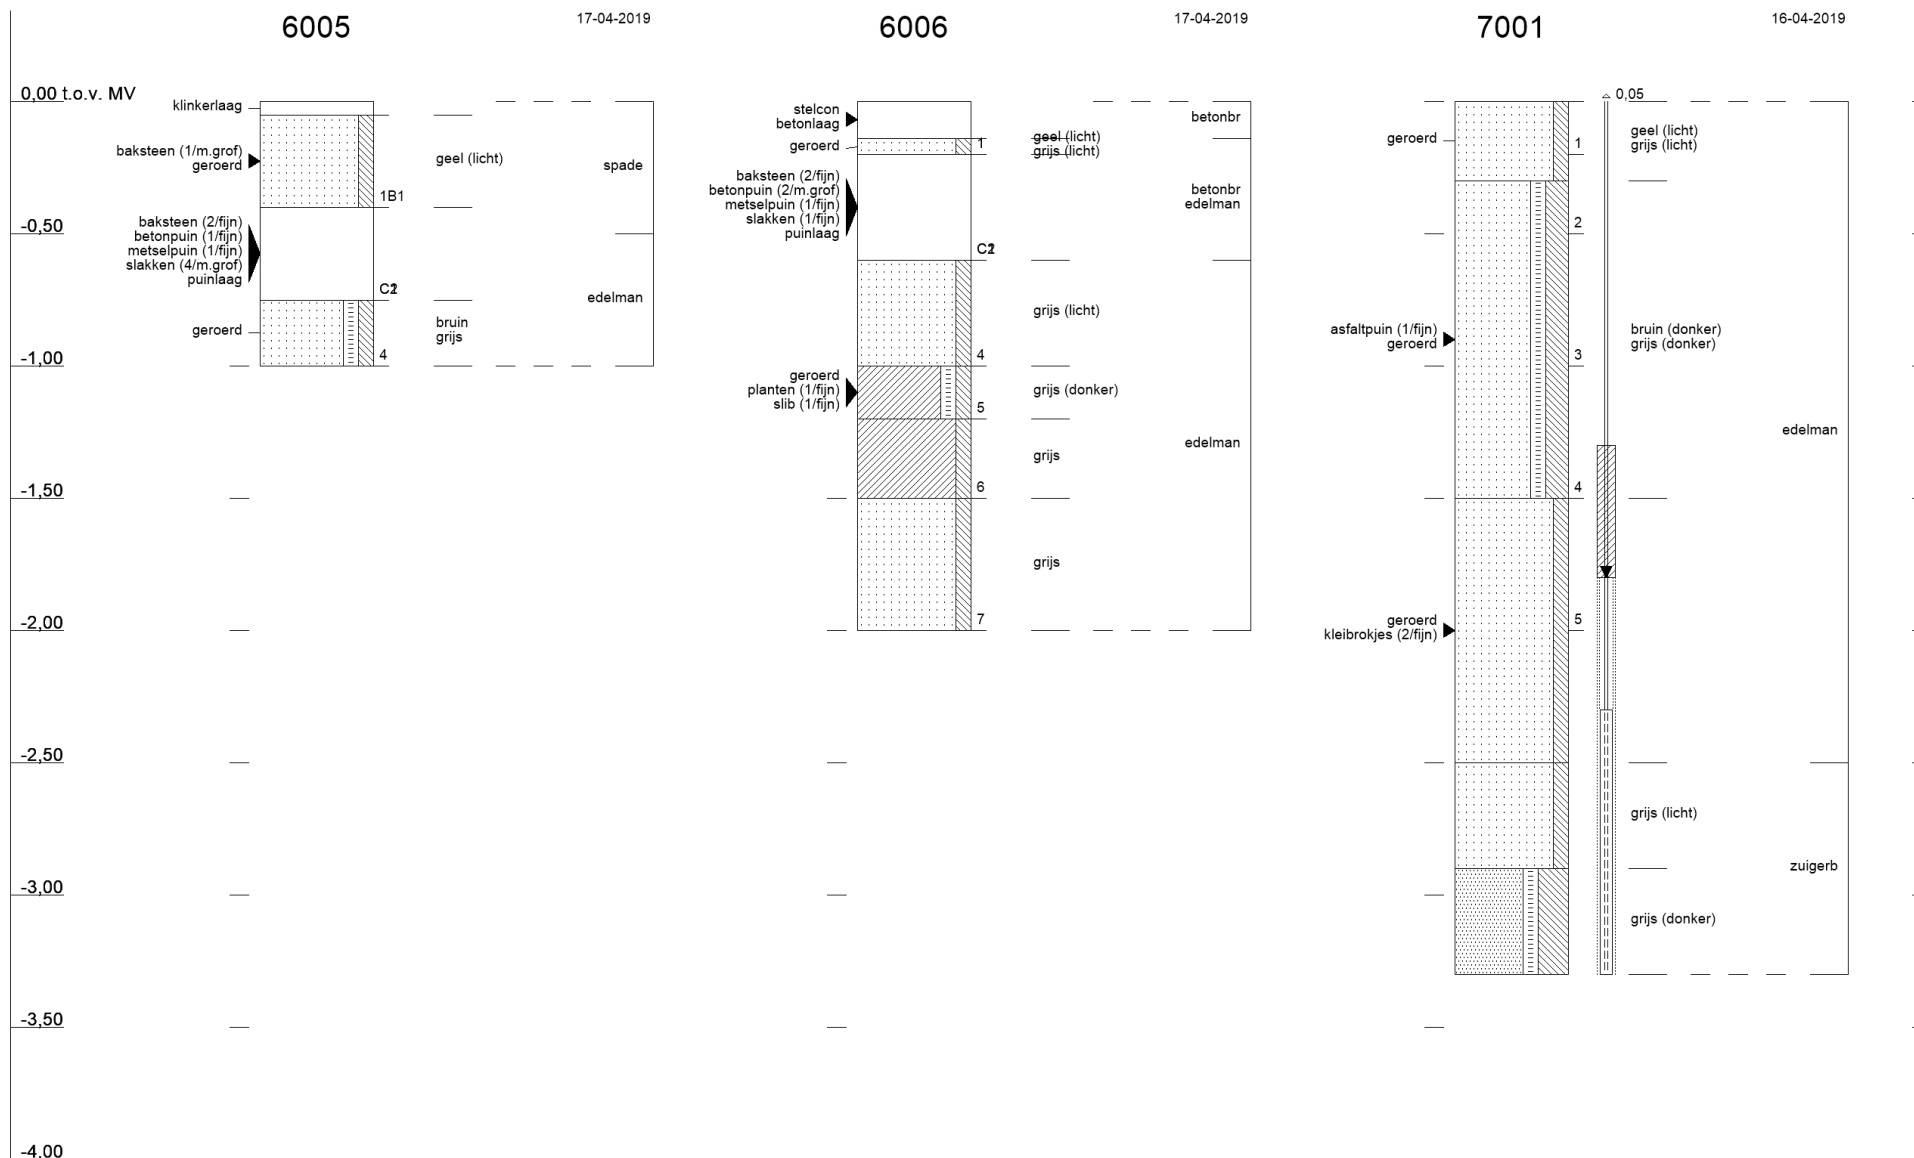 6005
17-04-2019
6006
17-04-2019
7001
16-04-2019
0,00 t.o.v. MV
-0,50
-1,00
-1,50
-2,00
-2,50
-3,00
-3,50
-4,00
klinkerlaag
baksteen (1/m.grof)
geroerd
baksteen (2/fijn)
betonpuin (1/fijn)
metselpuin (1/fijn)
slakken (4/m.grof)
puinlaag
geroerd
1B1
4
geel (licht)
bruin
grijs
spade
edelman
stelcon
betonlaag
geroerd
baksteen (2/fijn)
betonpuin (2/m.grof)
metselpuin (1/fijn)
slakken (1/fijn)
puinlaag
geroerd
planten (1/fijn)
slib (1/fijn)
1
4
5
6
7
geel (licht)
grijs (licht)
grijs (licht)
grijs (donker)
grijs
grijs
betonbr
betonbr
edelman
edelman
geroerd
asfaltpuin (1/fijn)
geroerd
geroerd
kleibrokjes (2/fijn)
1
2
3
4
5
0,05
geel (licht)
grijs (licht)
bruin (donker)
grijs (donker)
grijs (licht)
grijs (donker)
edelman
zuigerb